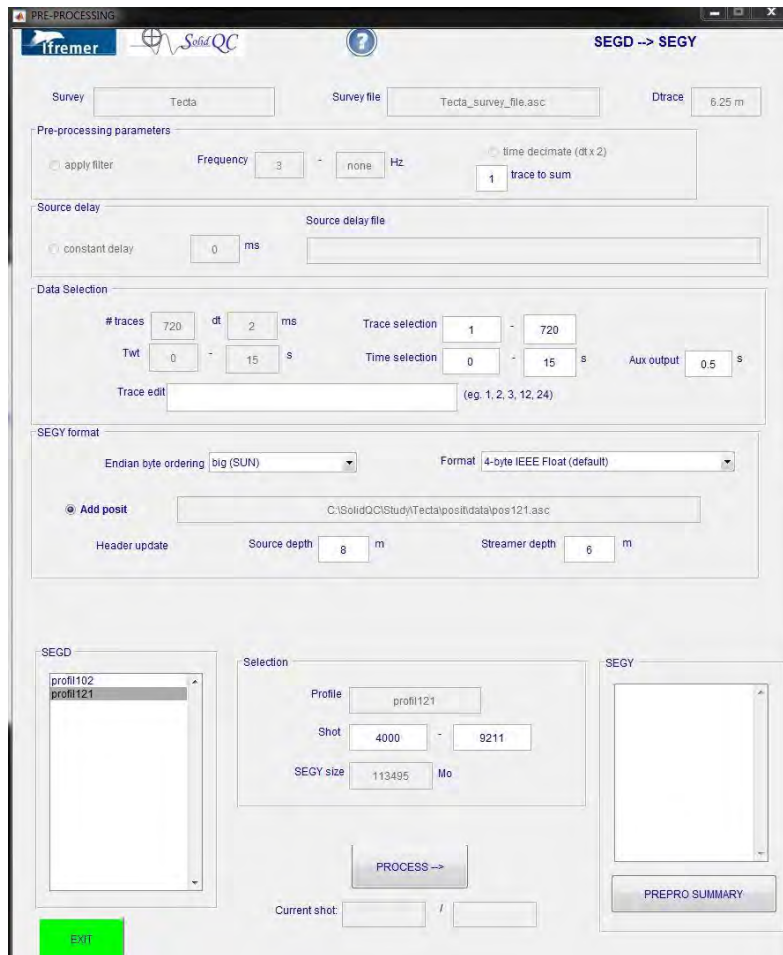 PRE-PROCESSING
Ifremer Solid QC ? SEGD --> SEGY
Survey Tecta Survey file Tecta_survey_file.asc Dtrace 6.25 m
Pre-processing parameters
apply filter Frequency 3 - none Hz time decimate (dt x 2)
1 trace to sum
Source delay
Source delay file
constant delay 0 ms
Data Selection
# traces 720 dt 2 ms Trace selection 1 - 720
Twt 0 - 15 s Time selection 0 - 15 s Aux output 0.5 s
Trace edit (eg. 1, 2, 3, 12, 24)
SEGY format
Endian byte ordering big (SUN) Format 4-byte IEEE Float (default)
Add posit C:\SolidQC\Study\Tecta\posit\data\pos121.asc
Header update Source depth 8 m Streamer depth 6 m
SEGD
profil102
profil121
Selection
Profile profil121
Shot 4000 - 9211
SEGY size 113495 Mo
SEGY
PROCESS -->
PREPRO SUMMARY
Current shot: /
EXIT